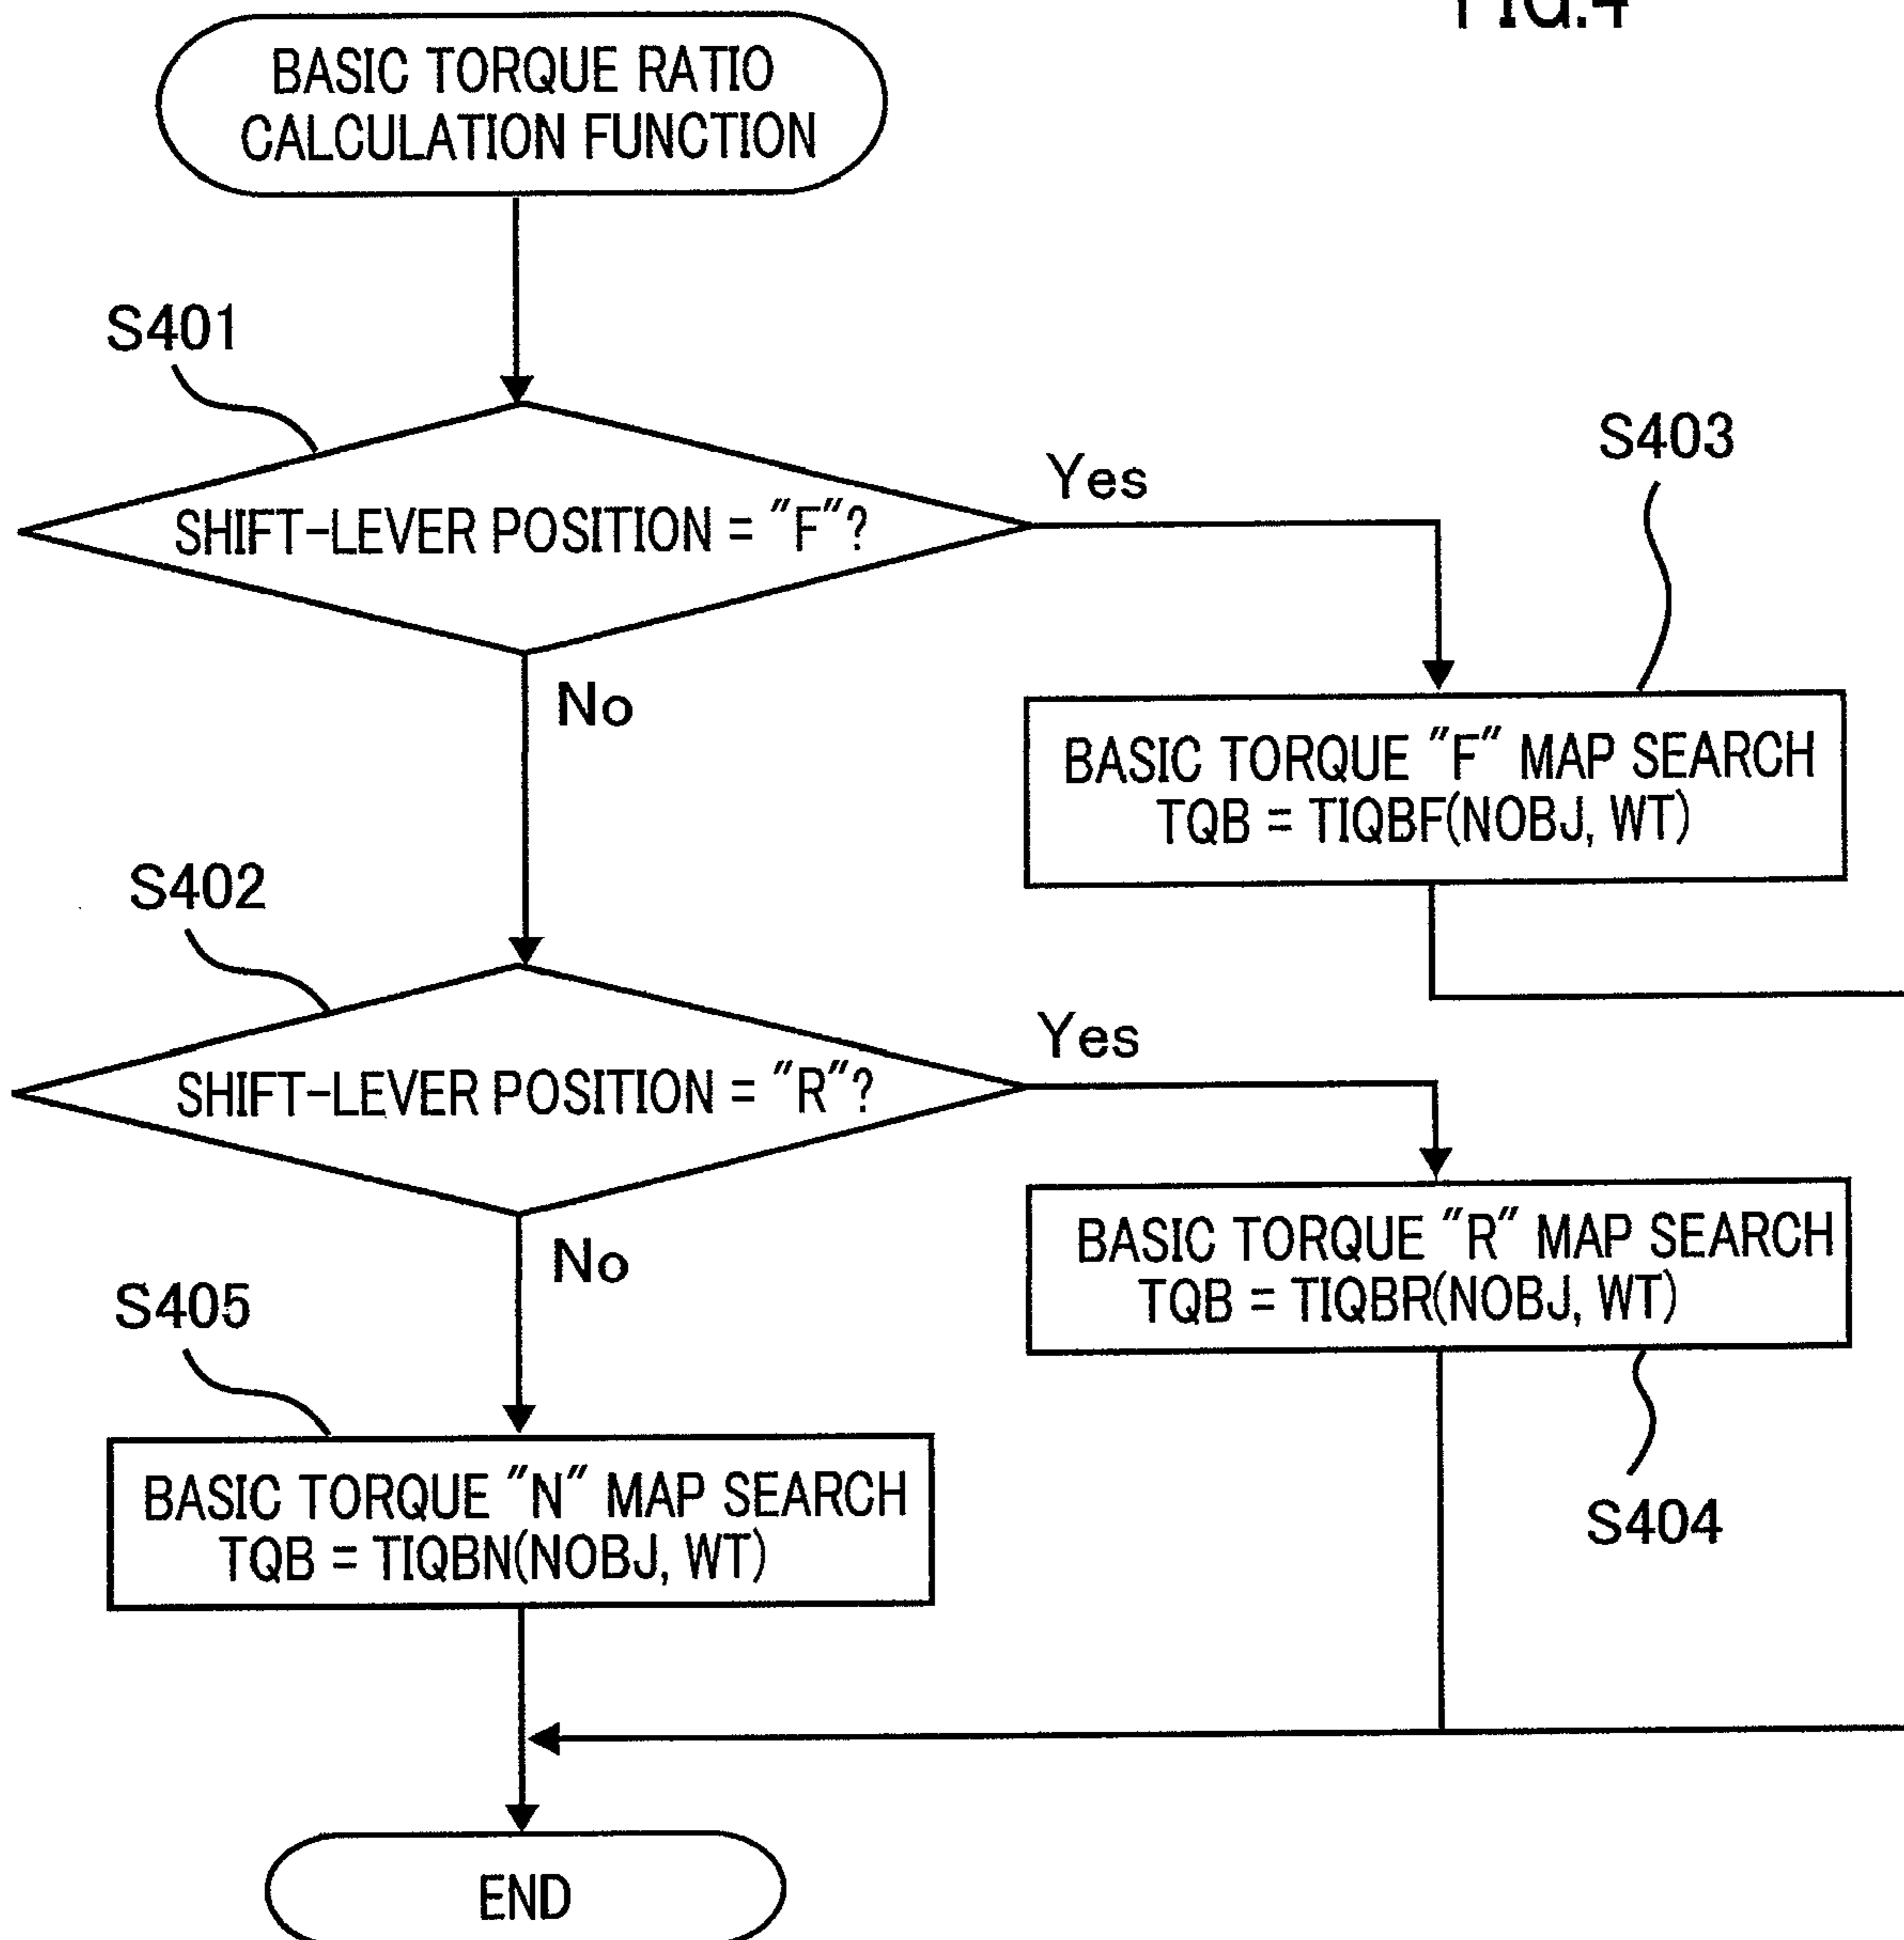 FIG.4
BASIC TORQUE RATIO
CALCULATION FUNCTION
S401
SHIFT-LEVER POSITION = "F"?
Yes
No
S403
BASIC TORQUE "F" MAP SEARCH
TQB = TIQBF(NOBJ, WT)
S402
SHIFT-LEVER POSITION = "R"?
Yes
No
BASIC TORQUE "R" MAP SEARCH
TQB = TIQBR(NOBJ, WT)
S404
S405
BASIC TORQUE "N" MAP SEARCH
TQB = TIQBN(NOBJ, WT)
END